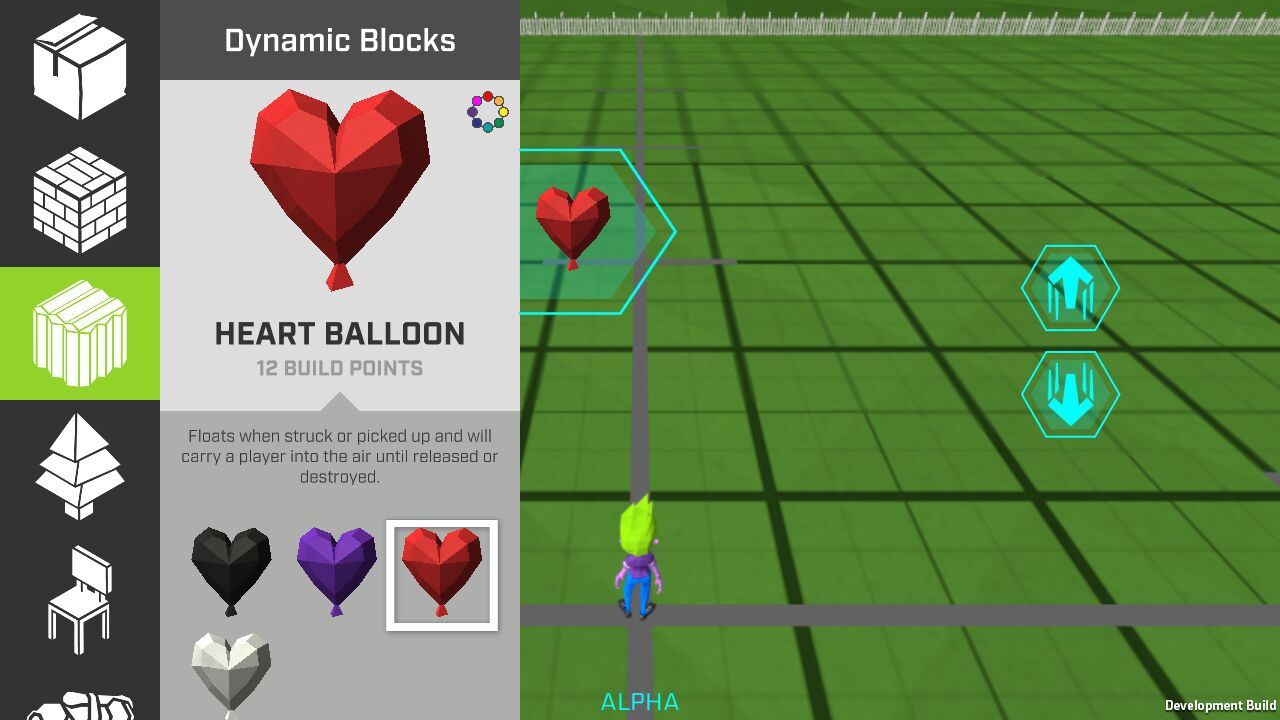 Dynamic Blocks
HEART BALLOON
12 BUILD POINTS
Floats when struck or picked up and will
carry a player into the air until released or
destroyed.
ALPHA
Development Build